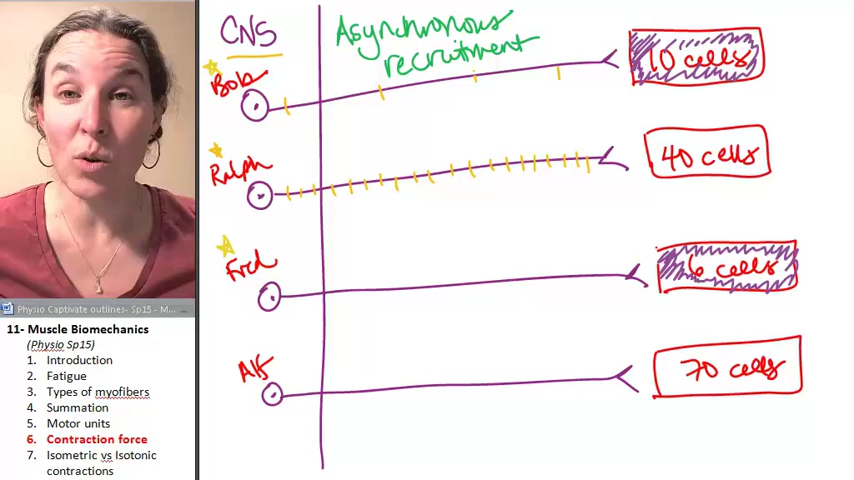 CNS
Asynchronous
recruitment
Bob
10 cells
Ralph
40 cells
Fred
6 cells
Alf
70 cells
Physio Captivate outlines- Sp15 - M...
11- Muscle Biomechanics
(Physio Sp15)
1. Introduction
2. Fatigue
3. Types of myofibers
4. Summation
5. Motor units
6. Contraction force
7. Isometric vs Isotonic
contractions